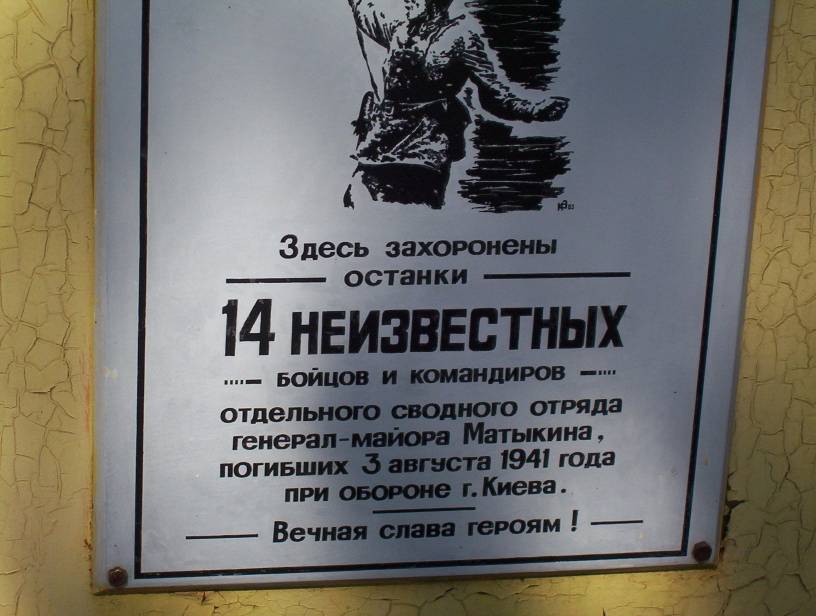 Здесь захоронены
останки
14 НЕИЗВЕСТНЫХ
бойцов и командиров
отдельного сводного отряда
генерал-майора Матыкина,
погибших 3 августа 1941 года
при обороне г. Киева.
Вечная слава героям!